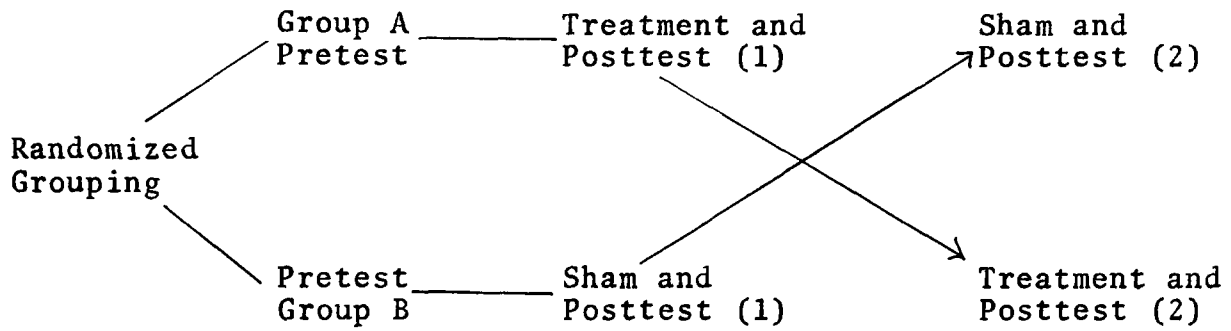 Group A
Pretest
Treatment and
Posttest (1)
Sham and
Posttest (2)
Randomized
Grouping
Pretest
Group B
Sham and
Posttest (1)
Treatment and
Posttest (2)